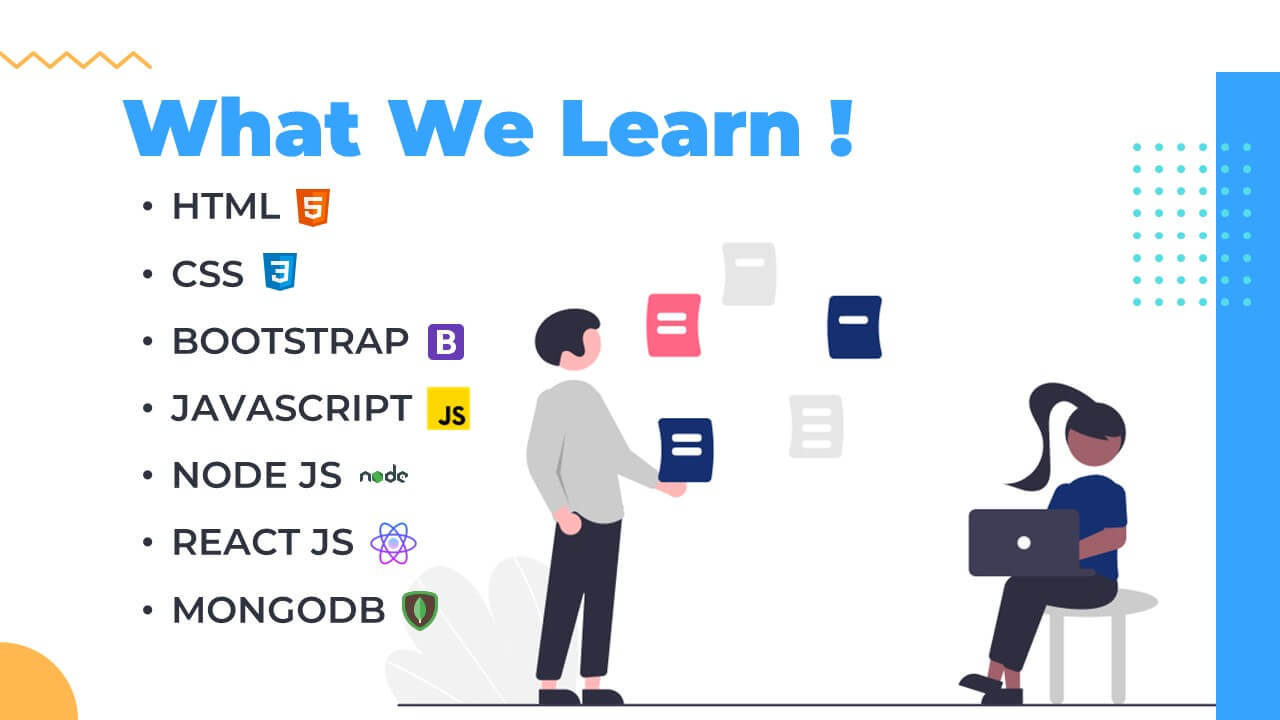 What We Learn !
• HTML 5
• CSS 3
• BOOTSTRAP B
• JAVASCRIPT JS
• NODE JS node
• REACT JS
• MONGODB